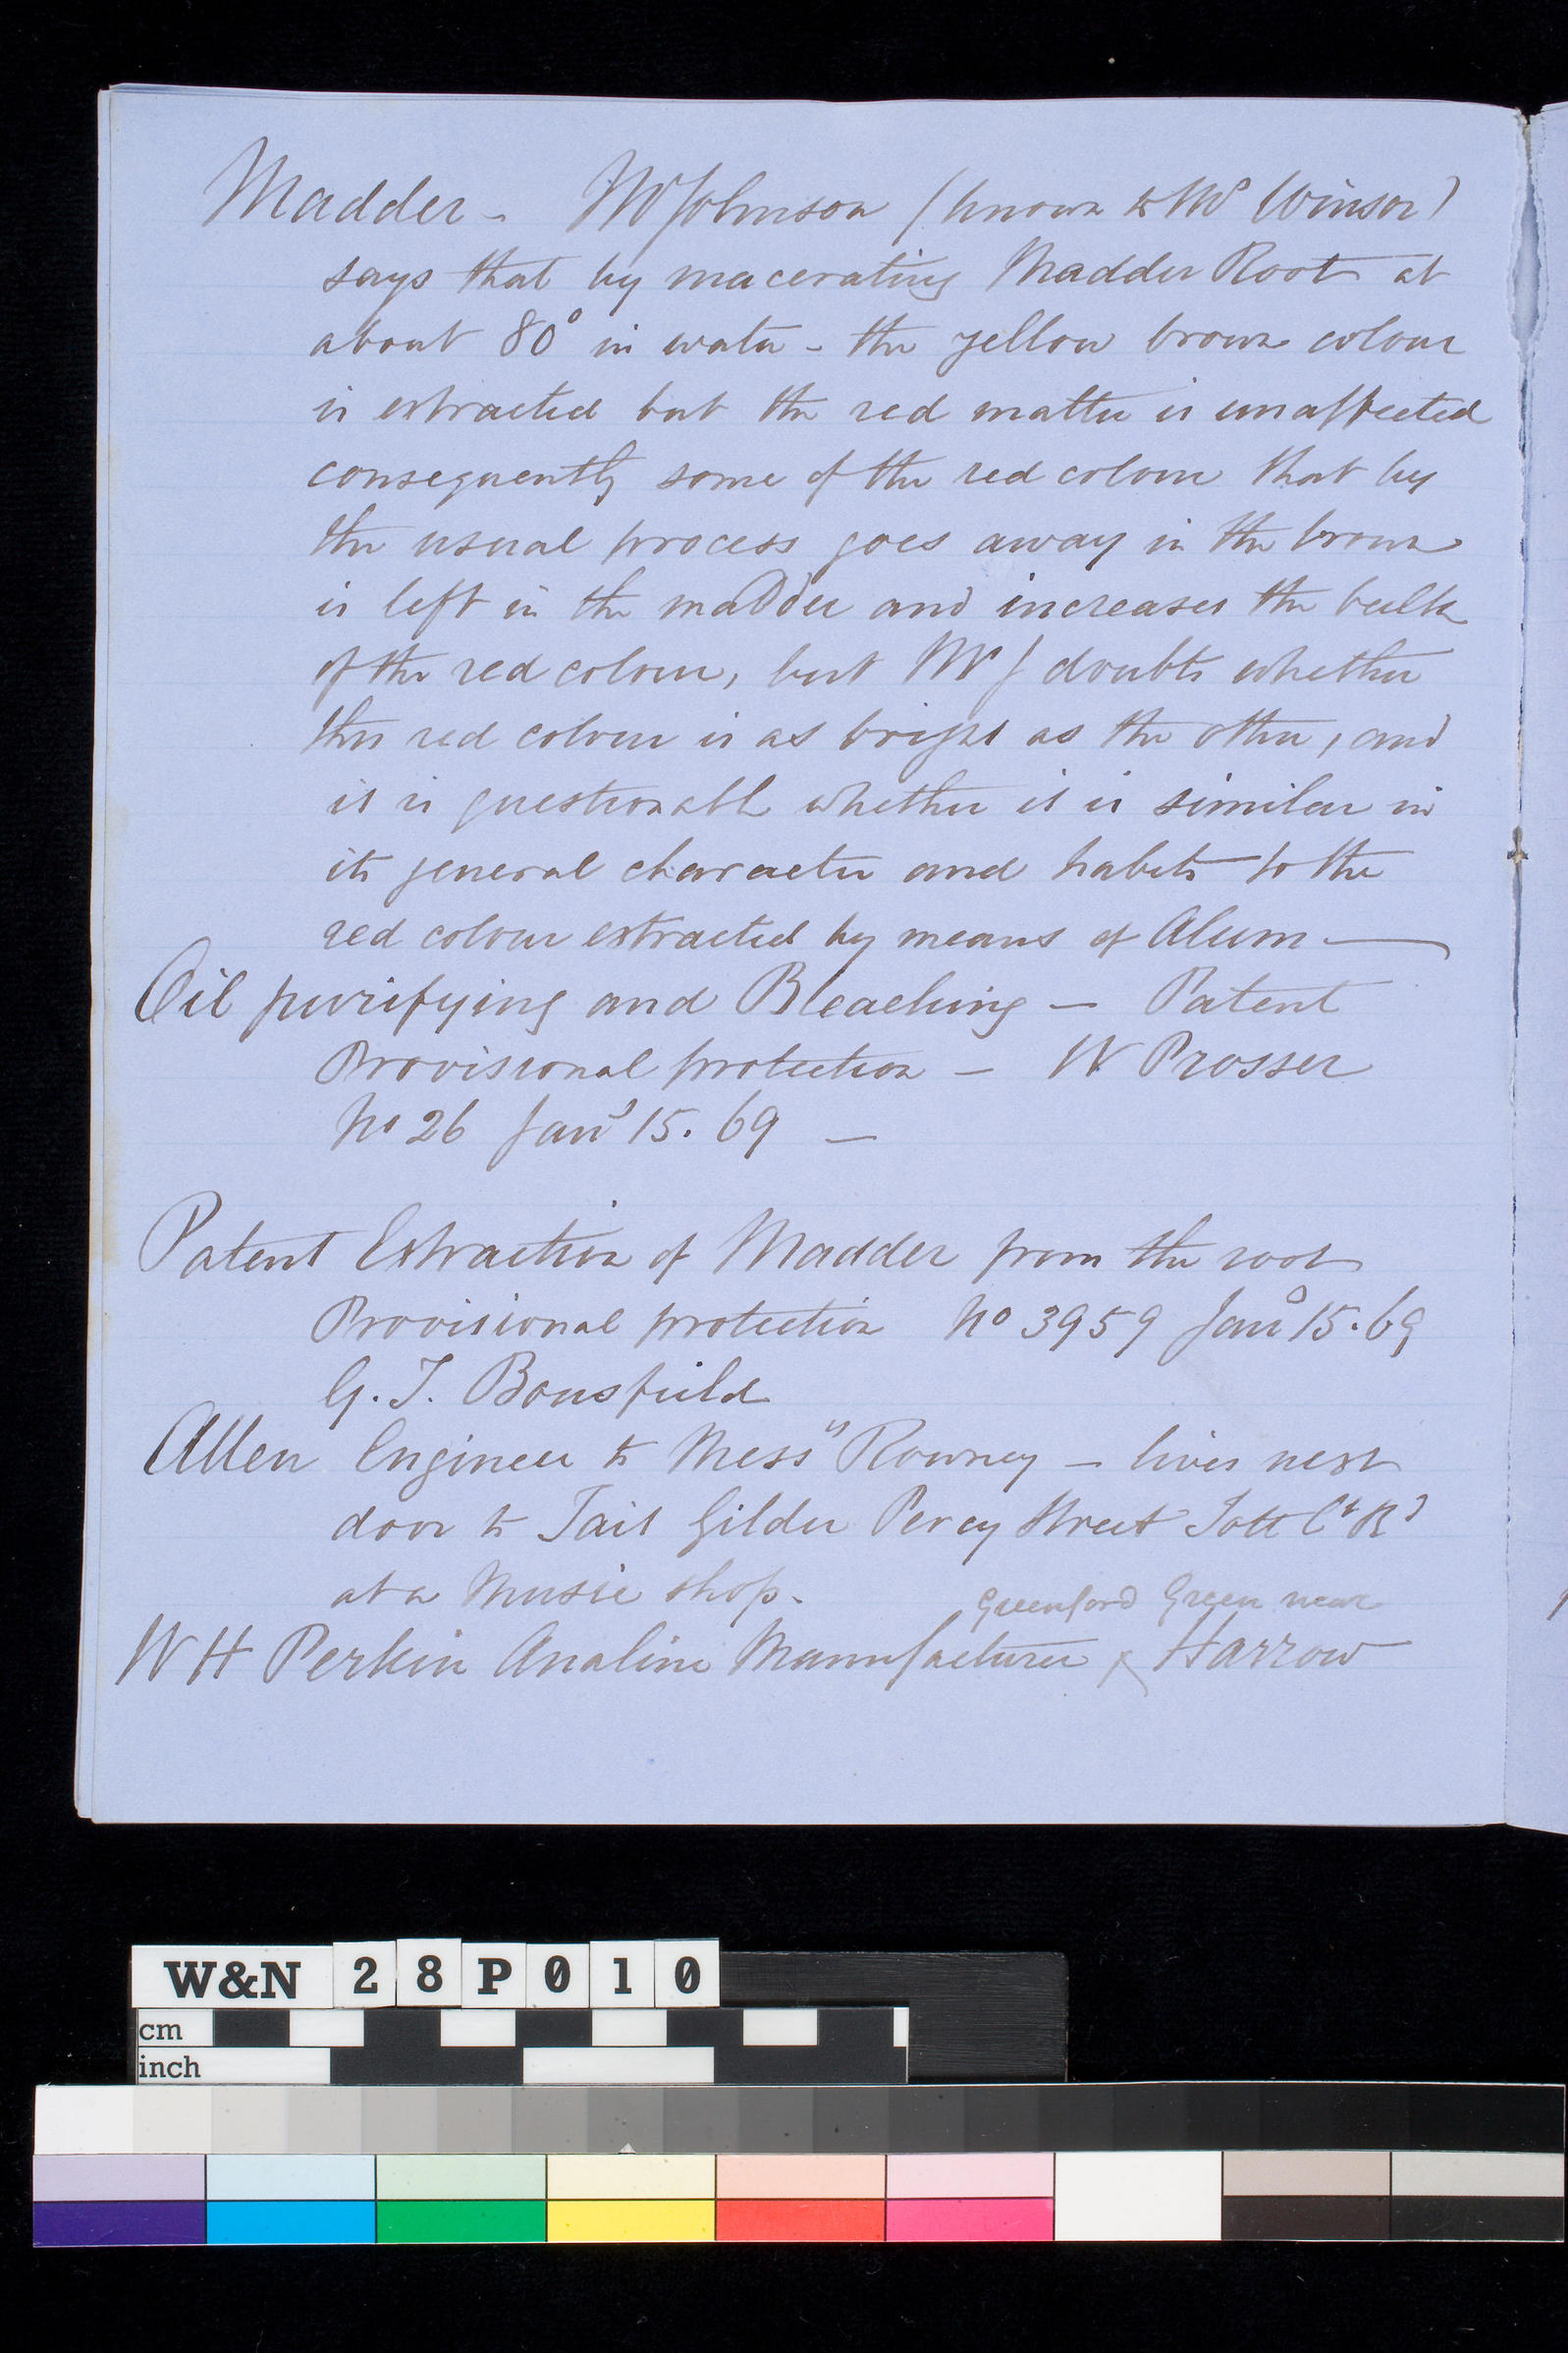 Madder - Mr Johnson (known to Mr Winsor)
says that by macerating Madder Root at
about 80° in water - the yellow brown colour
is extracted but the red matter is unaffected
consequently some of the red colour that by
the usual process goes away in the brown
is left in the madder and increases the bulk
of the red colour, but Mr J doubts whether
this red colour is as bright as the other, and
it is questionable whether it is similar in
its general character and habits to the
red colour extracted by means of Alum —
Oil purifying and Bleaching — Patent
Provisional protection — W Prosser
No 26 Jany 15. 69 —
Patent Extraction of Madder from the root
Provisional protection No 3959 Jany 15. 69
G. T. Bousfield
Allen Engineer to Messrs Rowney — lives next
door to Tait Gilder Percy Street Tott Ct Rd
at a Music shop.
Greenford Green near
W H Perkin Analine Manufacturer Harrow
W&N 28P010
cm
inch